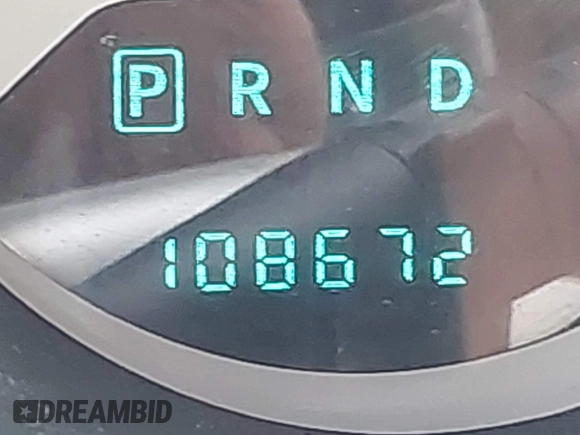 P R N D
108672
DREAMBID